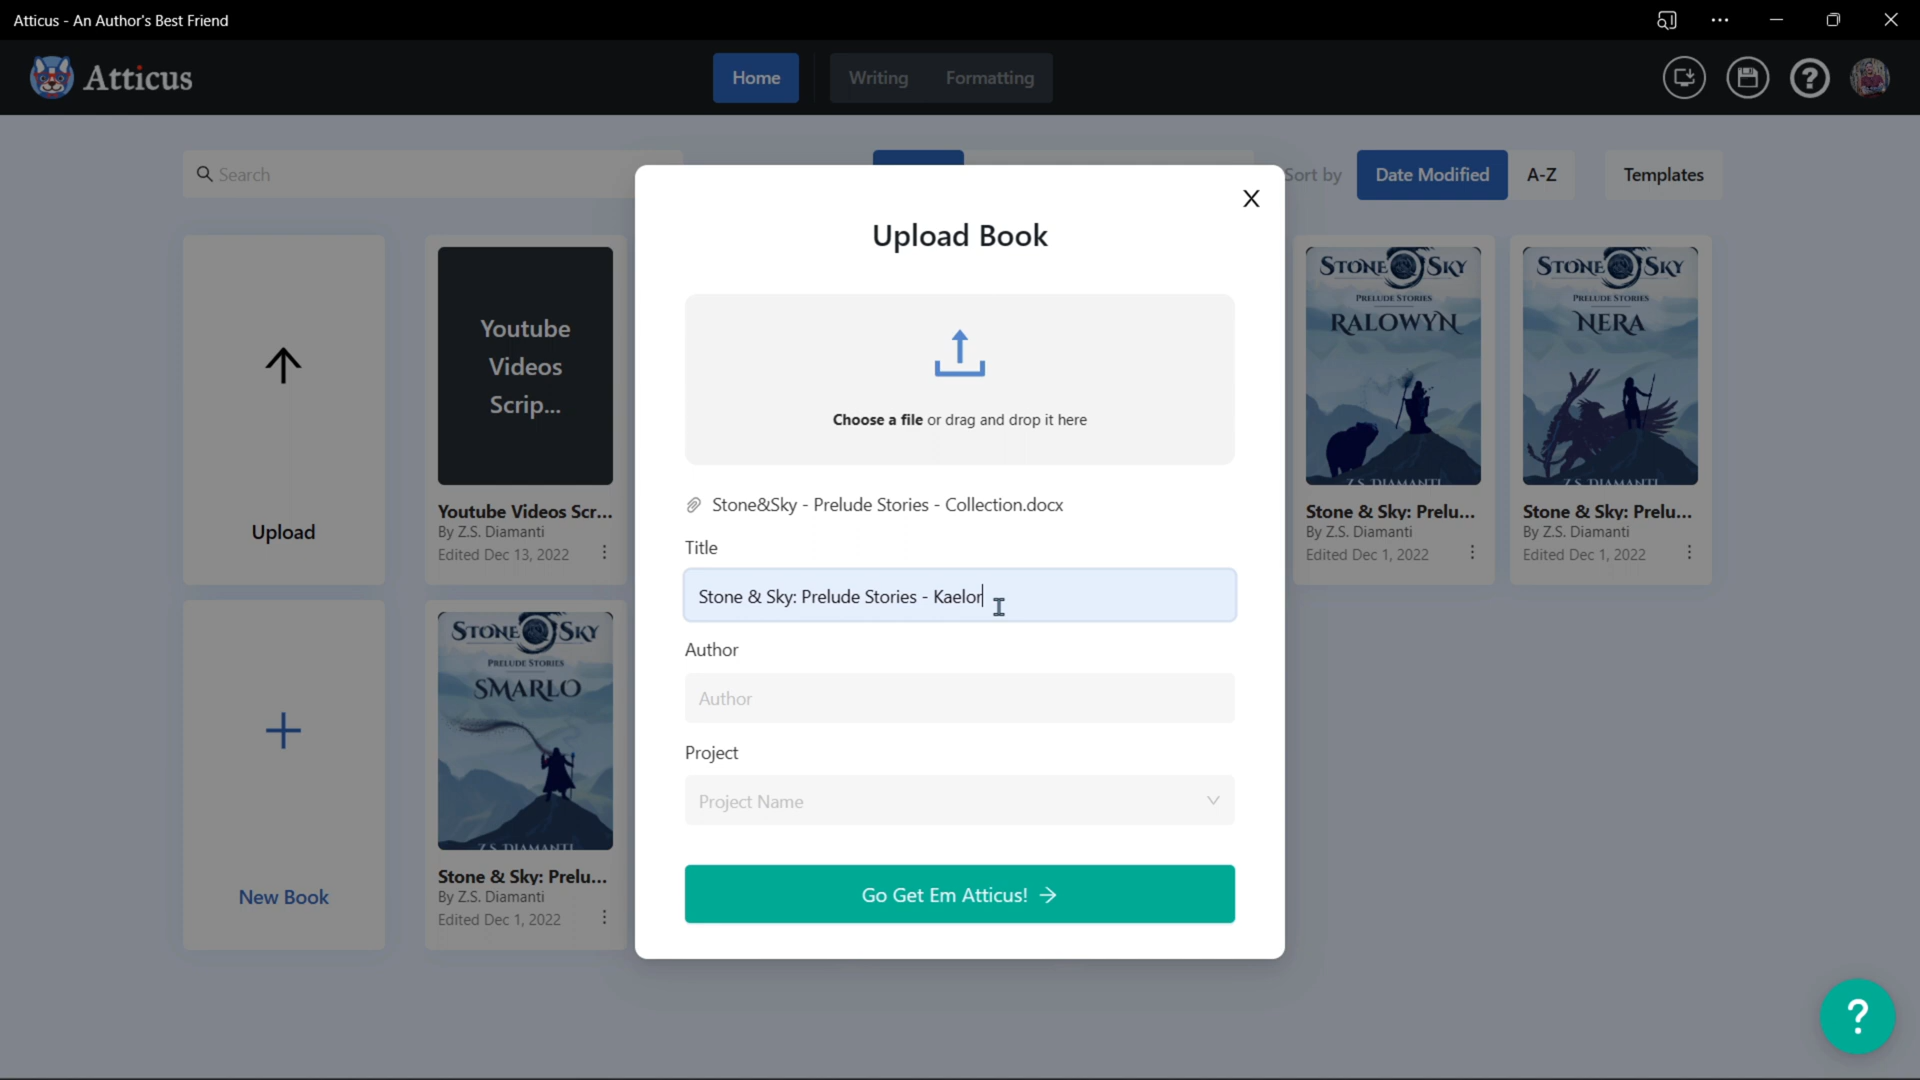 Atticus - An Author's Best Friend
Atticus
Home
Writing
Formatting
?
Search
Sort by
Date Modified
A-Z
Templates
Upload
Youtube
Videos
Scrip...
Youtube Videos Scr...
By Z.S. Diamanti
Edited Dec 13, 2022
STONE SKY
PRELUDE STORIES
RALOWYN
Z.S. DIAMANTI
Stone & Sky: Prelu...
By Z.S. Diamanti
Edited Dec 1, 2022
STONE SKY
PRELUDE STORIES
NERA
Z.S. DIAMANTI
Stone & Sky: Prelu...
By Z.S. Diamanti
Edited Dec 1, 2022
New Book
STONE SKY
PRELUDE STORIES
SMARLO
Z.S. DIAMANTI
Stone & Sky: Prelu...
By Z.S. Diamanti
Edited Dec 1, 2022
X
Upload Book
Choose a file or drag and drop it here
Stone&Sky - Prelude Stories - Collection.docx
Title
Stone & Sky: Prelude Stories - Kaelor
Author
Author
Project
Project Name
Go Get Em Atticus! →
?